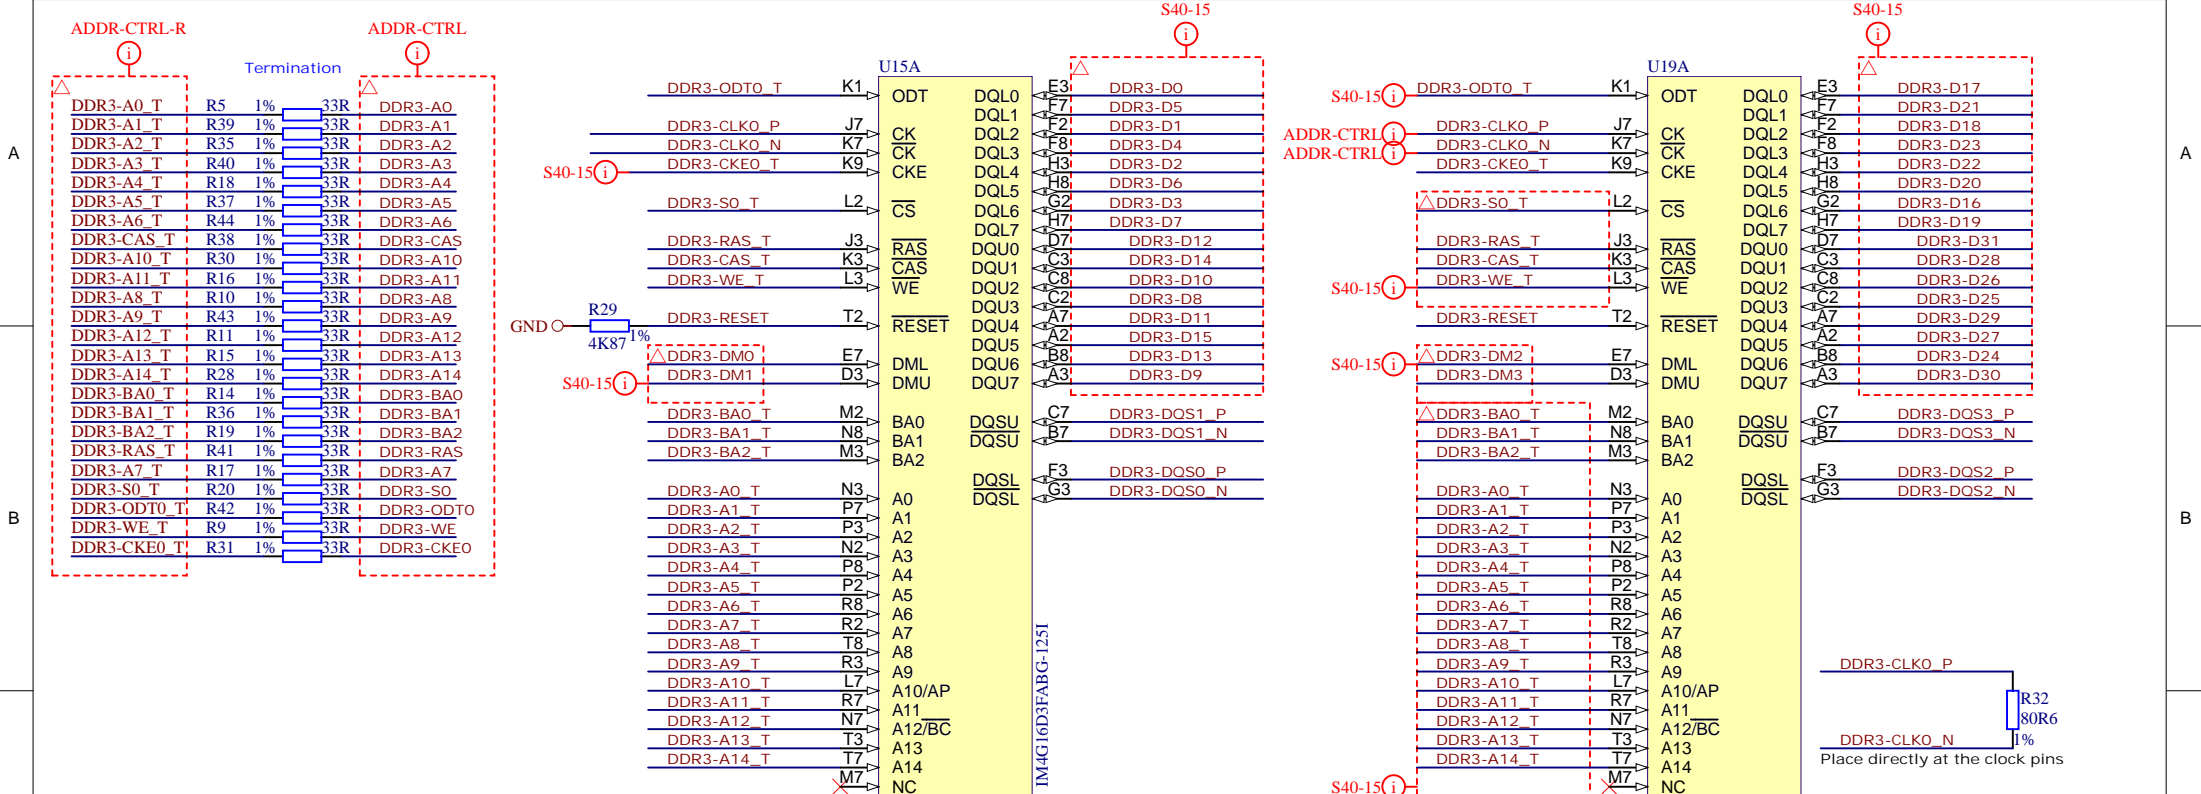 ADDR-CTRL-R
ADDR-CTRL
Termination
DDR3-A0_T R5 1% 33R DDR3-A0
DDR3-A1_T R39 1% 33R DDR3-A1
DDR3-A2_T R35 1% 33R DDR3-A2
DDR3-A3_T R40 1% 33R DDR3-A3
DDR3-A4_T R18 1% 33R DDR3-A4
DDR3-A5_T R37 1% 33R DDR3-A5
DDR3-A6_T R44 1% 33R DDR3-A6
DDR3-CAS_T R38 1% 33R DDR3-CAS
DDR3-A10_T R30 1% 33R DDR3-A10
DDR3-A11_T R16 1% 33R DDR3-A11
DDR3-A8_T R10 1% 33R DDR3-A8
DDR3-A9_T R43 1% 33R DDR3-A9
DDR3-A12_T R11 1% 33R DDR3-A12
DDR3-A13_T R15 1% 33R DDR3-A13
DDR3-A14_T R28 1% 33R DDR3-A14
DDR3-BA0_T R14 1% 33R DDR3-BA0
DDR3-BA1_T R36 1% 33R DDR3-BA1
DDR3-BA2_T R19 1% 33R DDR3-BA2
DDR3-RAS_T R41 1% 33R DDR3-RAS
DDR3-A7_T R17 1% 33R DDR3-A7
DDR3-S0_T R20 1% 33R DDR3-S0
DDR3-ODT0_T R42 1% 33R DDR3-ODT0
DDR3-WE_T R9 1% 33R DDR3-WE
DDR3-CKE0_T R31 1% 33R DDR3-CKE0
A
B
S40-15
U15A
DDR3-ODT0_T K1 ODT DQL0 E3 DDR3-D0
DQL1 F7 DDR3-D5
DDR3-CLK0_P J7 CK DQL2 F2 DDR3-D1
DDR3-CLK0_N K7 CK DQL3 F8 DDR3-D4
S40-15 i DDR3-CKE0_T K9 CKE DQL4 H3 DDR3-D2
DQL5 H8 DDR3-D6
DDR3-S0_T L2 CS DQL6 G2 DDR3-D3
DQL7 H7 DDR3-D7
DDR3-RAS_T J3 RAS DQU0 D7 DDR3-D12
DDR3-CAS_T K3 CAS DQU1 C3 DDR3-D14
DDR3-WE_T L3 WE DQU2 C8 DDR3-D10
DQU3 C2 DDR3-D8
GND R29 4K87 1% DDR3-RESET T2 RESET DQU4 A7 DDR3-D11
DQU5 A2 DDR3-D15
DDR3-DM0 E7 DML DQU6 B8 DDR3-D13
S40-15 i DDR3-DM1 D3 DMU DQU7 A3 DDR3-D9
DDR3-BA0_T M2 BA0 DQSU C7 DDR3-DQS1_P
DDR3-BA1_T N8 BA1 DQSU B7 DDR3-DQS1_N
DDR3-BA2_T M3 BA2
DQSL F3 DDR3-DQS0_P
DDR3-A0_T N3 A0 DQSL G3 DDR3-DQS0_N
DDR3-A1_T P7 A1
DDR3-A2_T P3 A2
DDR3-A3_T N2 A3
DDR3-A4_T P8 A4
DDR3-A5_T P2 A5
DDR3-A6_T R8 A6
DDR3-A7_T R2 A7
DDR3-A8_T T8 A8
DDR3-A9_T R3 A9
DDR3-A10_T L7 A10/AP
DDR3-A11_T R7 A11
DDR3-A12_T N7 A12/BC
DDR3-A13_T T3 A13
DDR3-A14_T T7 A14
M7 NC
IM4G16D3FABG-125I
S40-15
U19A
S40-15 i DDR3-ODT0_T K1 ODT DQL0 E3 DDR3-D17
DQL1 F7 DDR3-D21
ADDR-CTRL i DDR3-CLK0_P J7 CK DQL2 F2 DDR3-D18
ADDR-CTRL i DDR3-CLK0_N K7 CK DQL3 F8 DDR3-D23
DDR3-CKE0_T K9 CKE DQL4 H3 DDR3-D22
DQL5 H8 DDR3-D20
DDR3-S0_T L2 CS DQL6 G2 DDR3-D16
DQL7 H7 DDR3-D19
DDR3-RAS_T J3 RAS DQU0 D7 DDR3-D31
DDR3-CAS_T K3 CAS DQU1 C3 DDR3-D28
S40-15 i DDR3-WE_T L3 WE DQU2 C8 DDR3-D26
DQU3 C2 DDR3-D25
DDR3-RESET T2 RESET DQU4 A7 DDR3-D29
DQU5 A2 DDR3-D27
S40-15 i DDR3-DM2 E7 DML DQU6 B8 DDR3-D24
DDR3-DM3 D3 DMU DQU7 A3 DDR3-D30
DDR3-BA0_T M2 BA0 DQSU C7 DDR3-DQS3_P
DDR3-BA1_T N8 BA1 DQSU B7 DDR3-DQS3_N
DDR3-BA2_T M3 BA2
DQSL F3 DDR3-DQS2_P
DDR3-A0_T N3 A0 DQSL G3 DDR3-DQS2_N
DDR3-A1_T P7 A1
DDR3-A2_T P3 A2
DDR3-A3_T N2 A3
DDR3-A4_T P8 A4
DDR3-A5_T P2 A5
DDR3-A6_T R8 A6
DDR3-A7_T R2 A7
DDR3-A8_T T8 A8
DDR3-A9_T R3 A9
DDR3-A10_T L7 A10/AP
DDR3-A11_T R7 A11
DDR3-A12_T N7 A12/BC
DDR3-A13_T T3 A13
DDR3-A14_T T7 A14
S40-15 i M7 NC
DDR3-CLK0_P
R32
80R6
1%
DDR3-CLK0_N
Place directly at the clock pins
A
B